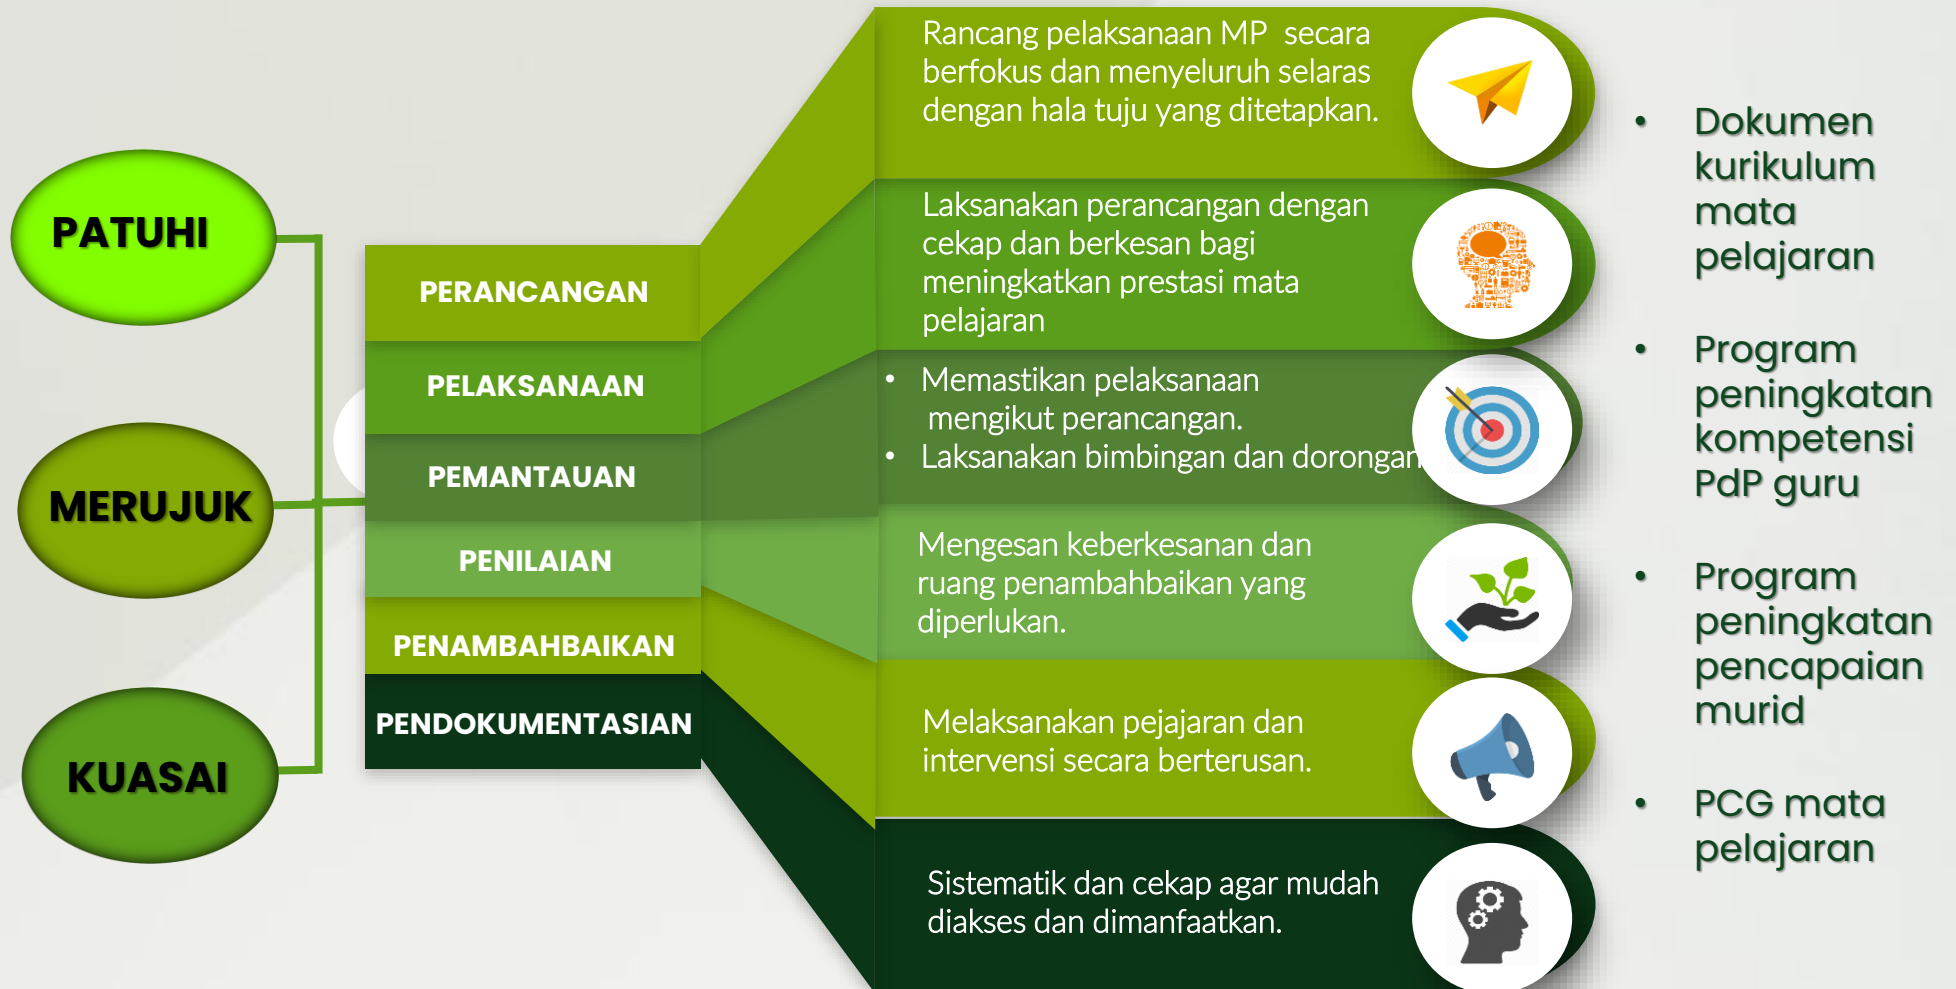 PATUHI
MERUJUK
KUASAI
PERANCANGAN
PELAKSANAAN
PEMANTAUAN
PENILAIAN
PENAMBAHBAIKAN
PENDOKUMENTASIAN
Rancang pelaksanaan MP secara
berfokus dan menyeluruh selaras
dengan hala tuju yang ditetapkan.
Laksanakan perancangan dengan
cekap dan berkesan bagi
meningkatkan prestasi mata
pelajaran
• Memastikan pelaksanaan
mengikut perancangan.
• Laksanakan bimbingan dan dorongan
Mengesan keberkesanan dan
ruang penambahbaikan yang
diperlukan.
Melaksanakan pejajaran dan
intervensi secara berterusan.
Sistematik dan cekap agar mudah
diakses dan dimanfaatkan.
• Dokumen
kurikulum
mata
pelajaran
• Program
peningkatan
kompetensi
PdP guru
• Program
peningkatan
pencapaian
murid
• PCG mata
pelajaran